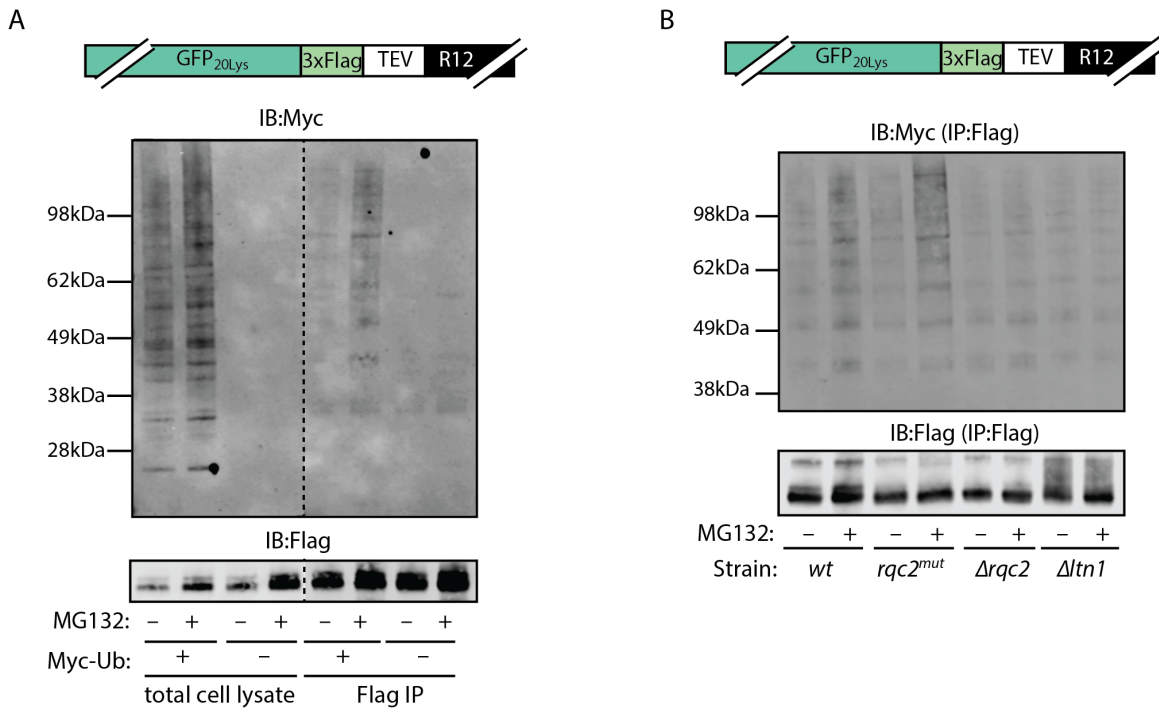 A
GFP20Lys 3xFlag TEV R12
IB:Myc
98kDa
62kDa
49kDa
38kDa
28kDa
IB:Flag
MG132: – + – + – + – +
Myc-Ub: + – + –
total cell lysate Flag IP
B
GFP20Lys 3xFlag TEV R12
IB:Myc (IP:Flag)
98kDa
62kDa
49kDa
38kDa
IB:Flag (IP:Flag)
MG132: – + – + – + – +
Strain: wt rqc2mut Δrqc2 Δltn1